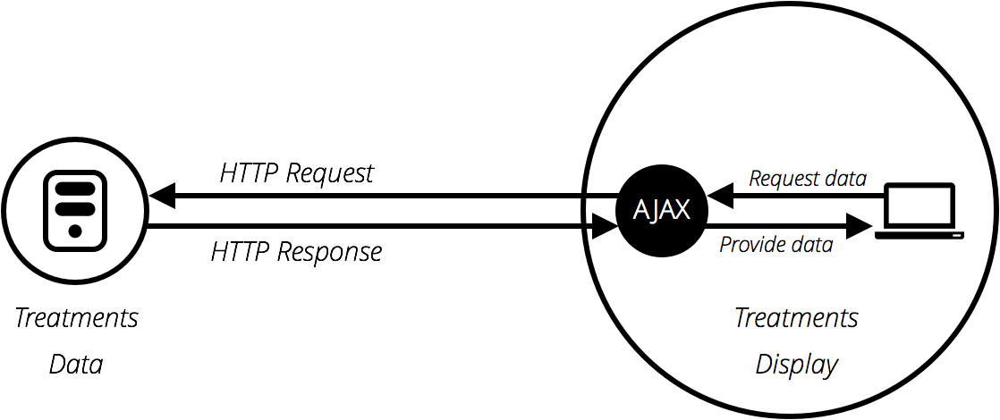 HTTP Request
HTTP Response
Treatments
Data
AJAX
Request data
Provide data
Treatments
Display